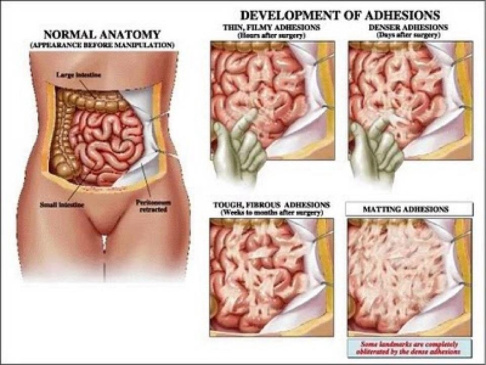 DEVELOPMENT OF ADHESIONS
NORMAL ANATOMY
(APPEARANCE BEFORE MANIPULATION)
Large Intestine
Small Intestine
Peritoneum
retracted
THIN, FILMY ADHESIONS
(Hours after surgery)
DENSER ADHESIONS
(Days after surgery)
TOUGH, FIBROUS ADHESIONS
(Weeks to months after surgery)
MATTING ADHESIONS
Some landmarks are completely
obliterated by the dense adhesions